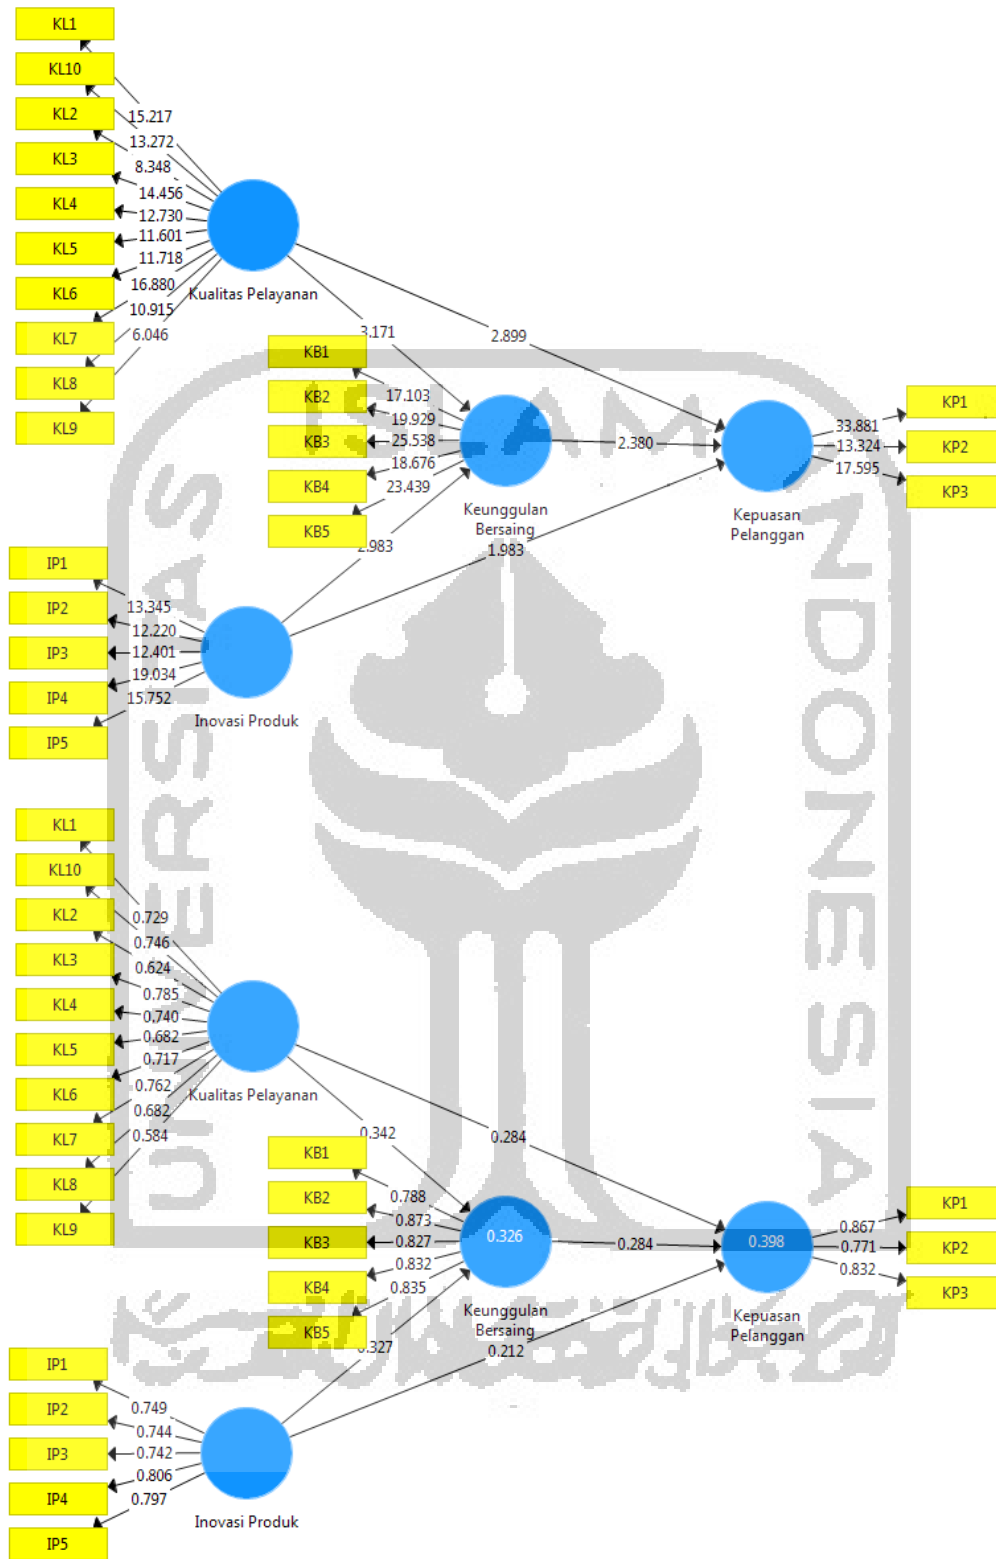 KL1
KL10
KL2
KL3
KL4
KL5
KL6
KL7
KL8
KL9
15.217
13.272
8.348
14.456
12.730
11.601
11.718
16.880
10.915
6.046
Kualitas Pelayanan
3.171
2.899
KB1
KB2
KB3
KB4
KB5
17.103
19.929
25.538
18.676
23.439
Keunggulan
Bersaing
2.380
2.983
1.983
Kepuasan
Pelanggan
33.881
13.324
17.595
KP1
KP2
KP3
IP1
IP2
IP3
IP4
IP5
13.345
12.220
12.401
19.034
15.752
Inovasi Produk
KL1
KL10
KL2
KL3
KL4
KL5
KL6
KL7
KL8
KL9
0.729
0.746
0.624
0.785
0.740
0.682
0.717
0.762
0.682
0.584
Kualitas Pelayanan
0.342
0.284
KB1
KB2
KB3
KB4
KB5
0.788
0.873
0.827
0.832
0.835
0.326
Keunggulan
Bersaing
0.284
0.327
0.212
0.398
Kepuasan
Pelanggan
0.867
0.771
0.832
KP1
KP2
KP3
IP1
IP2
IP3
IP4
IP5
0.749
0.744
0.742
0.806
0.797
Inovasi Produk
UNIVERSITAS
ISLAM
INDONESIA